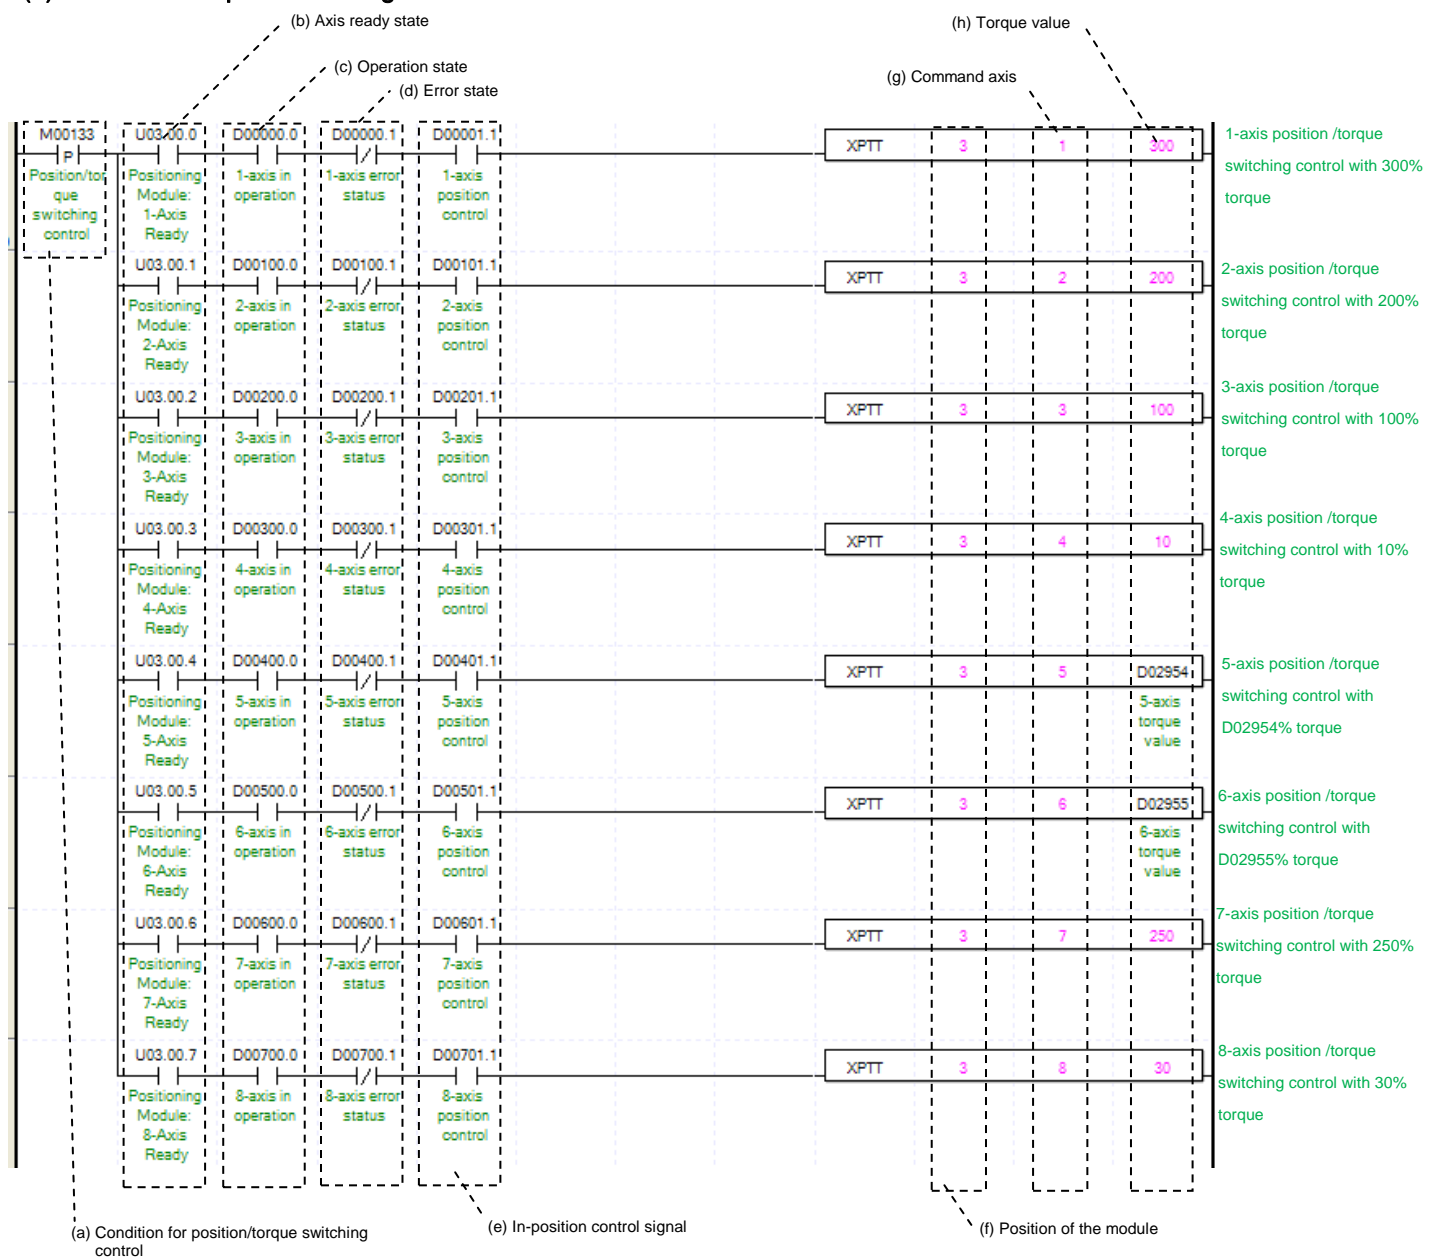 (b) Axis ready state
(h) Torque value
(c) Operation state
(g) Command axis
(d) Error state
M00133
P
Position/tor
que
switching
control
U03.00.0 D00000.0 D00000.1 D00001.1
XPTT 3 1 300
Positioning
Module:
1-Axis
Ready
1-axis in
operation
1-axis error
status
1-axis
position
control
1-axis position /torque
switching control with 300%
torque
U03.00.1 D00100.0 D00100.1 D00101.1
XPTT 3 2 200
Positioning
Module:
2-Axis
Ready
2-axis in
operation
2-axis error
status
2-axis
position
control
2-axis position /torque
switching control with 200%
torque
U03.00.2 D00200.0 D00200.1 D00201.1
XPTT 3 3 100
Positioning
Module:
3-Axis
Ready
3-axis in
operation
3-axis error
status
3-axis
position
control
3-axis position /torque
switching control with 100%
torque
U03.00.3 D00300.0 D00300.1 D00301.1
XPTT 3 4 10
Positioning
Module:
4-Axis
Ready
4-axis in
operation
4-axis error
status
4-axis
position
control
4-axis position /torque
switching control with 10%
torque
U03.00.4 D00400.0 D00400.1 D00401.1
XPTT 3 5 D02954
Positioning
Module:
5-Axis
Ready
5-axis in
operation
5-axis error
status
5-axis
position
control
5-axis
torque
value
5-axis position /torque
switching control with
D02954% torque
U03.00.5 D00500.0 D00500.1 D00501.1
XPTT 3 6 D02955
Positioning
Module:
6-Axis
Ready
6-axis in
operation
6-axis error
status
6-axis
position
control
6-axis
torque
value
6-axis position /torque
switching control with
D02955% torque
U03.00.6 D00600.0 D00600.1 D00601.1
XPTT 3 7 250
Positioning
Module:
7-Axis
Ready
7-axis in
operation
7-axis error
status
7-axis
position
control
7-axis position /torque
switching control with 250%
torque
U03.00.7 D00700.0 D00700.1 D00701.1
XPTT 3 8 30
Positioning
Module:
8-Axis
Ready
8-axis in
operation
8-axis error
status
8-axis
position
control
8-axis position /torque
switching control with 30%
torque
(a) Condition for position/torque switching
control
(e) In-position control signal
(f) Position of the module